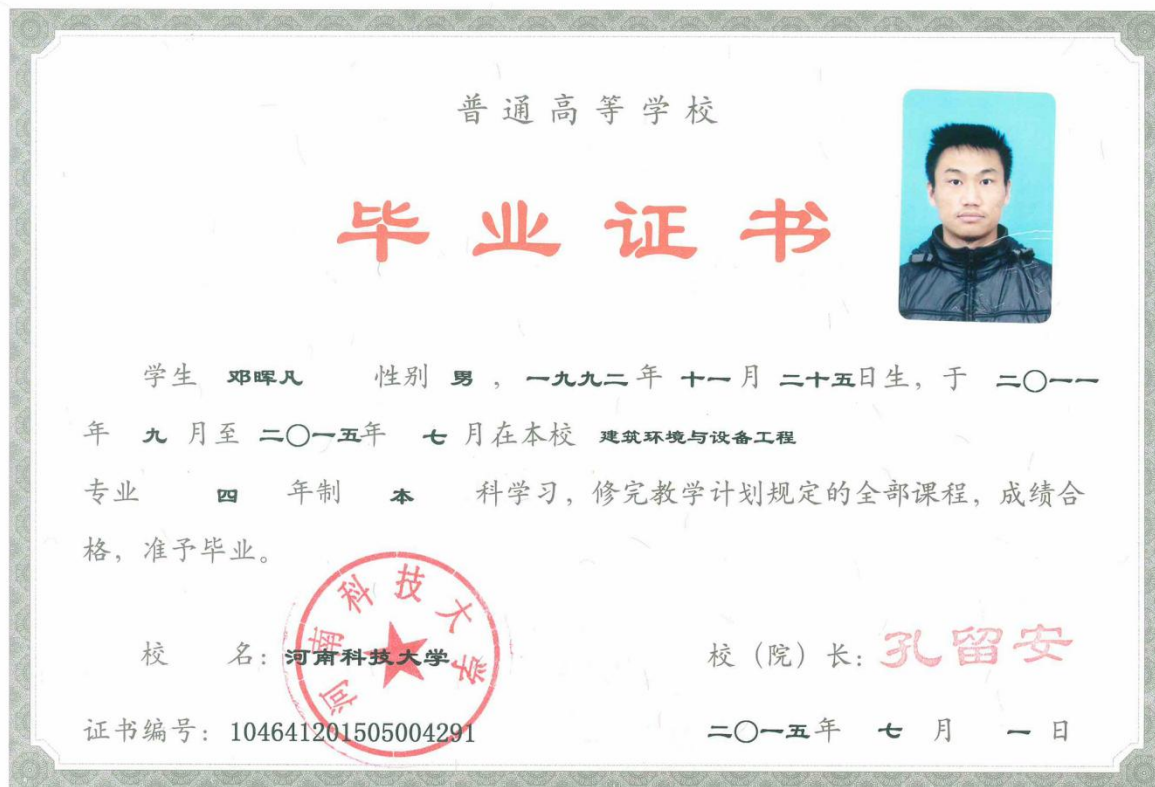 普通高等学校
毕业证书
学生 邓晖凡 性别 男 ，一九九二年 十一月 二十五日生，于 二〇一一
年 九 月至 二〇一五年 七 月在本校 建筑环境与设备工程
专业 四 年制 本 科学习，修完教学计划规定的全部课程，成绩合
格，准予毕业。
河南科技大学
校 名：河南科技大学 校（院）长：孔留安
证书编号：104641201505004291 二〇一五年 七 月 一 日